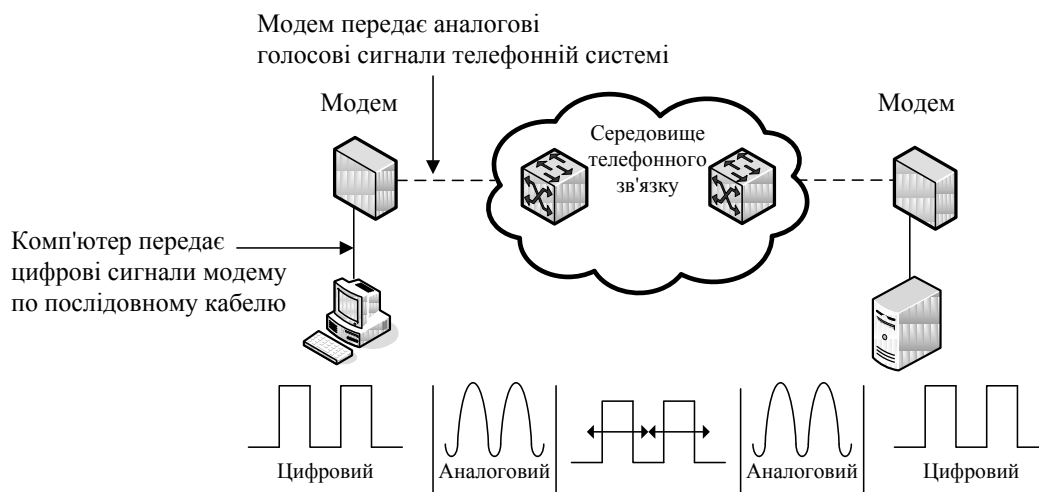 Модем передає аналогові
голосові сигнали телефонній системі
Модем
Модем
Середовище
телефонного
зв'язку
Комп'ютер передає
цифрові сигнали модему
по послідовному кабелю
Цифровий
Аналоговий
Аналоговий
Цифровий